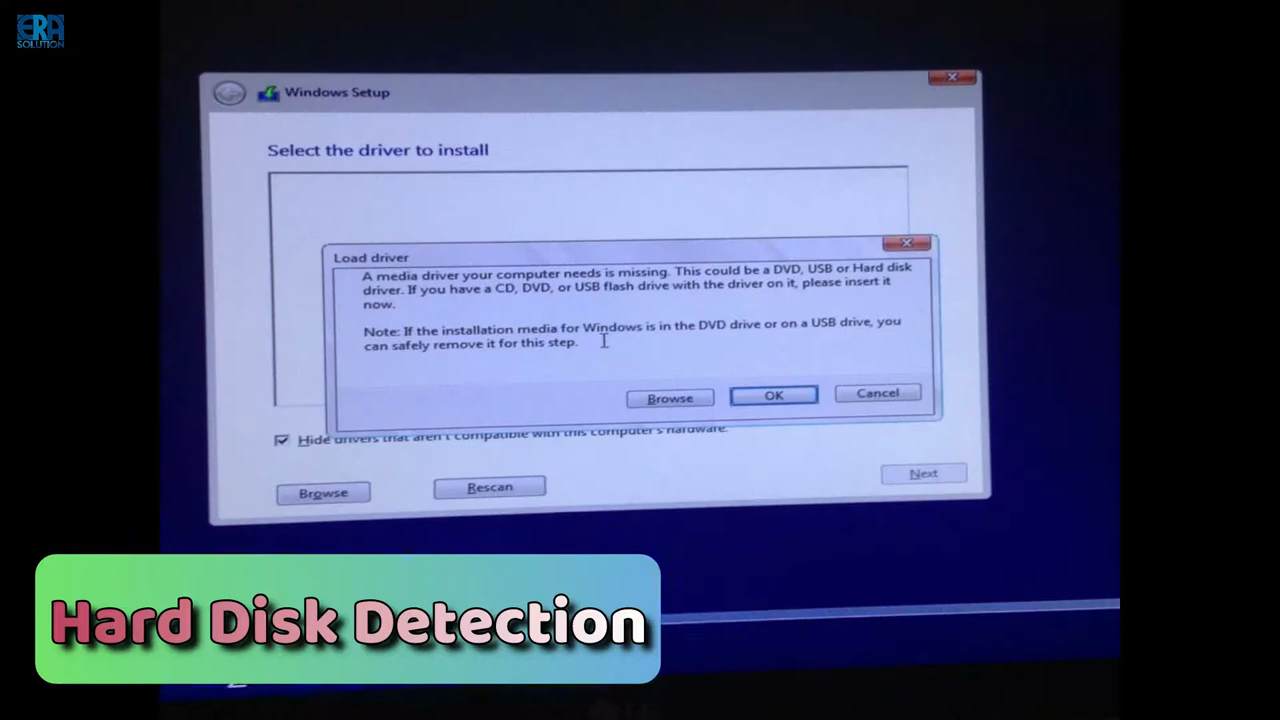 ERA
SOLUTION
Windows Setup
Select the driver to install
Load driver
A media driver your computer needs is missing. This could be a DVD, USB or Hard disk
driver. If you have a CD, DVD, or USB flash drive with the driver on it, please insert it
now.
Note: If the installation media for Windows is in the DVD drive or on a USB drive, you
can safely remove it for this step.
Browse
OK
Cancel
Hide drivers that aren't compatible with this computer's hardware.
Browse
Rescan
Next
Hard Disk Detection